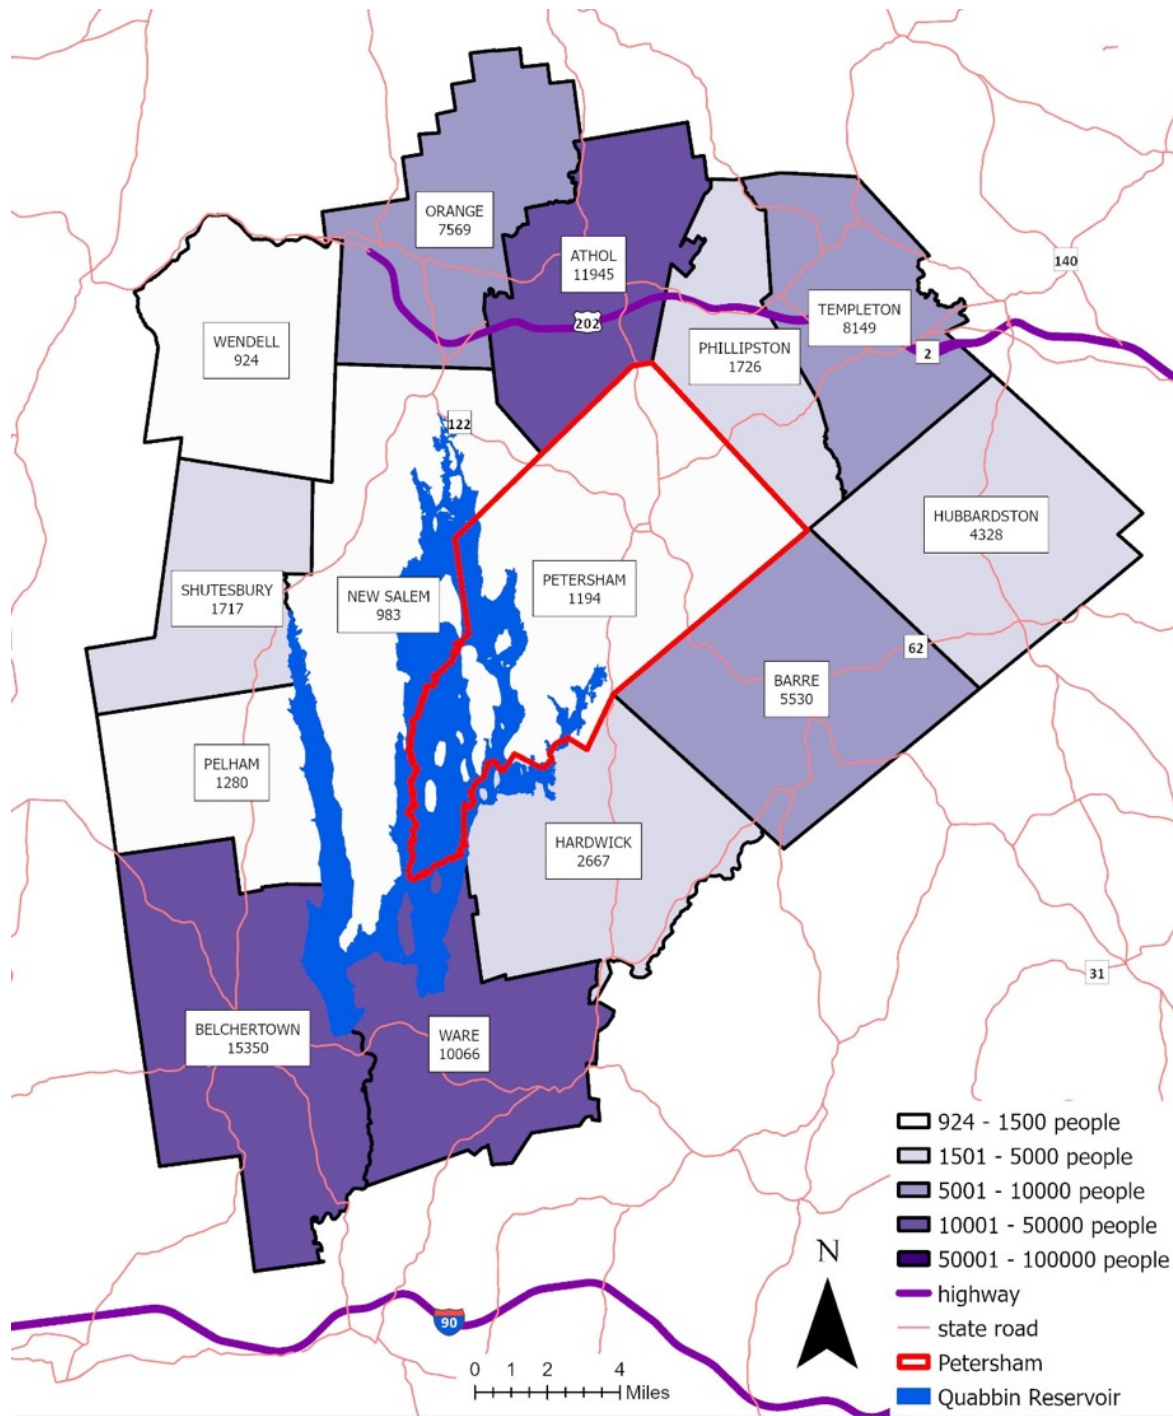 ORANGE
7569
ATHOL
11945
140
WENDELL
924
202
TEMPLETON
8149
PHILLIPSTON
1726
2
122
HUBBARDSTON
4328
SHUTESBURY
1717
NEW SALEM
983
PETERSHAM
1194
62
BARRE
5530
PELHAM
1280
HARDWICK
2667
31
BELCHERTOWN
15350
WARE
10066
924 - 1500 people
1501 - 5000 people
5001 - 10000 people
10001 - 50000 people
50001 - 100000 people
highway
state road
Petersham
Quabbin Reservoir
N
90
0 1 2 4
Miles